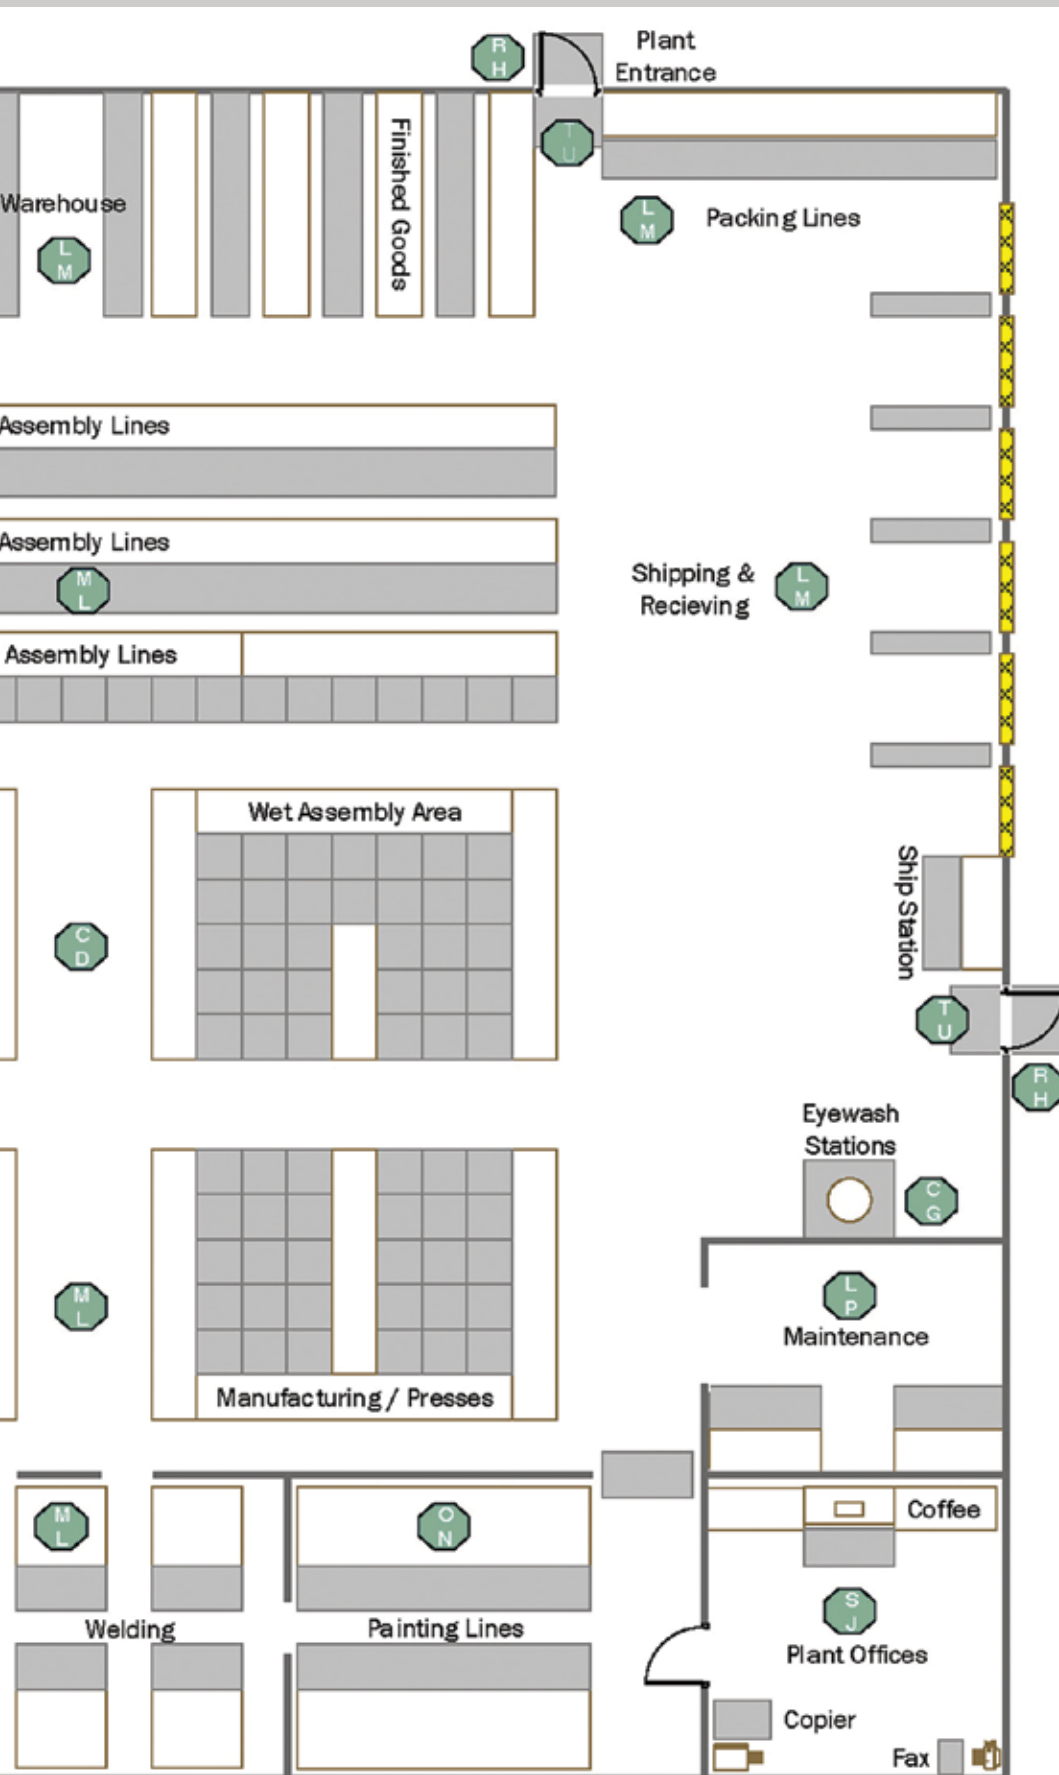 R
H
Plant
Entrance
T
U
Finished Goods
Warehouse
L
M
L
M
Packing Lines
Assembly Lines
Assembly Lines
M
L
Shipping &
Recieving
L
M
Assembly Lines
Wet Assembly Area
Ship Station
C
D
T
U
R
H
Eyewash
Stations
C
G
M
L
L
P
Maintenance
Manufacturing / Presses
M
L
O
N
Coffee
S
J
Welding
Painting Lines
Plant Offices
Copier
Fax